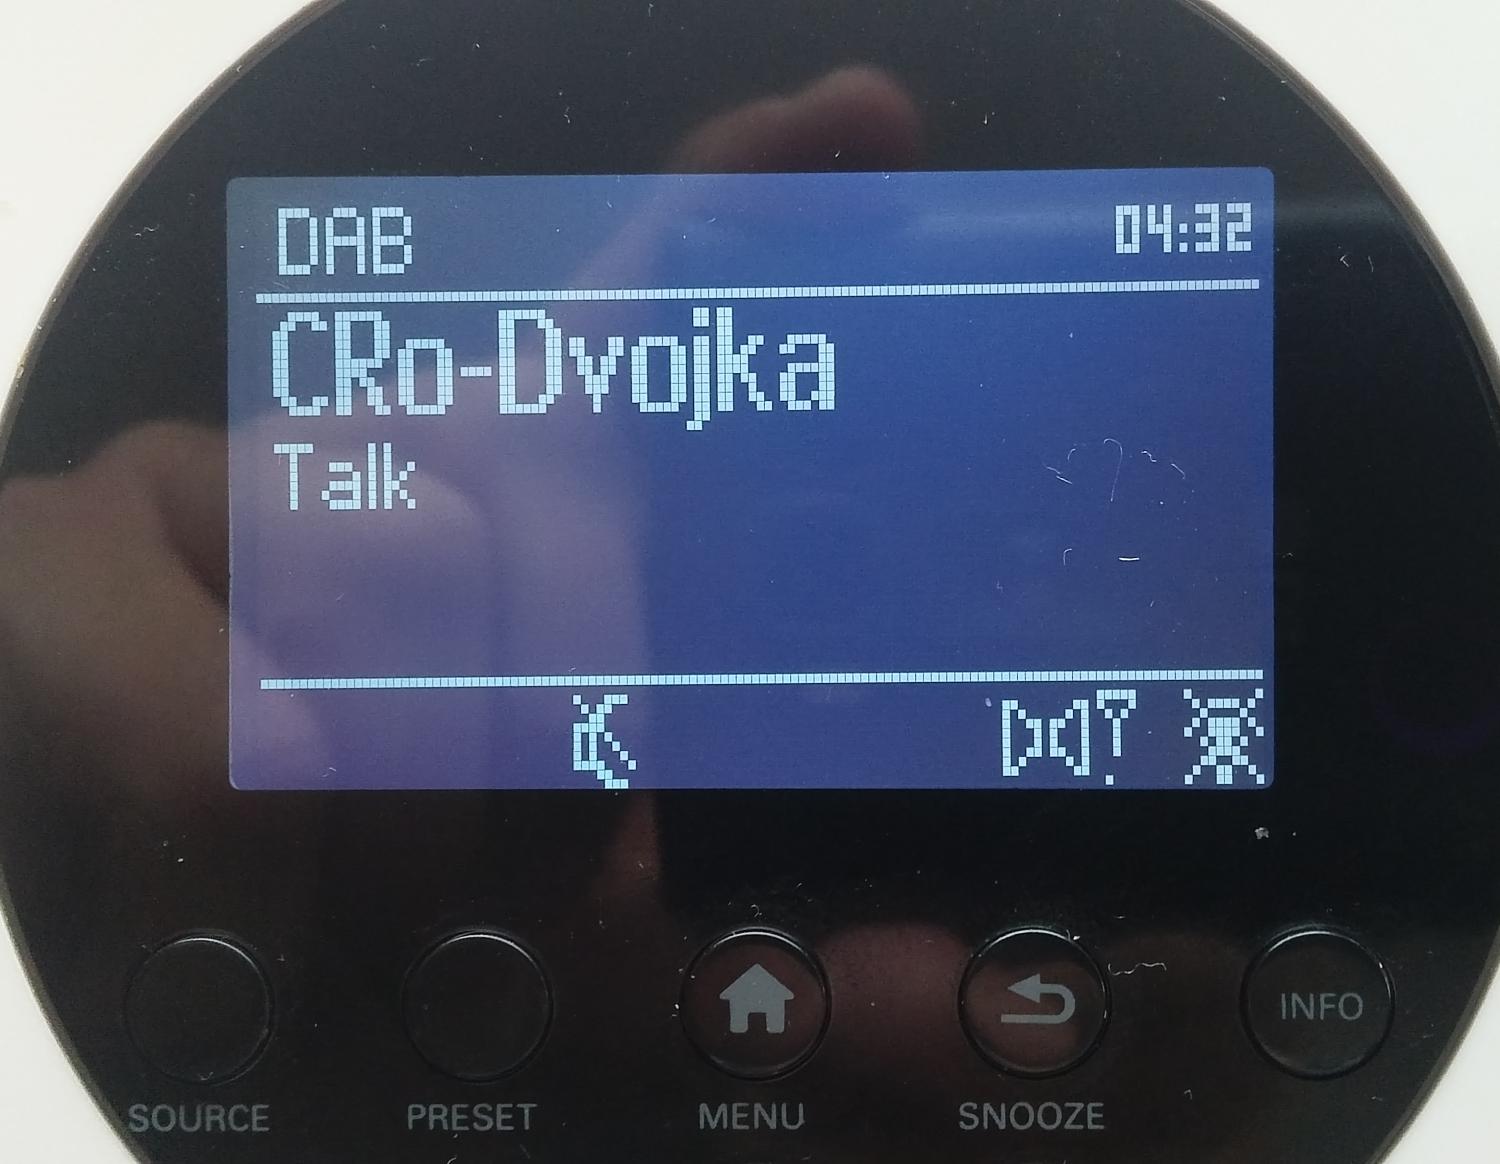 DAB
04:32
CRo-Dvojka
Talk
INFO
SOURCE
PRESET
MENU
SNOOZE